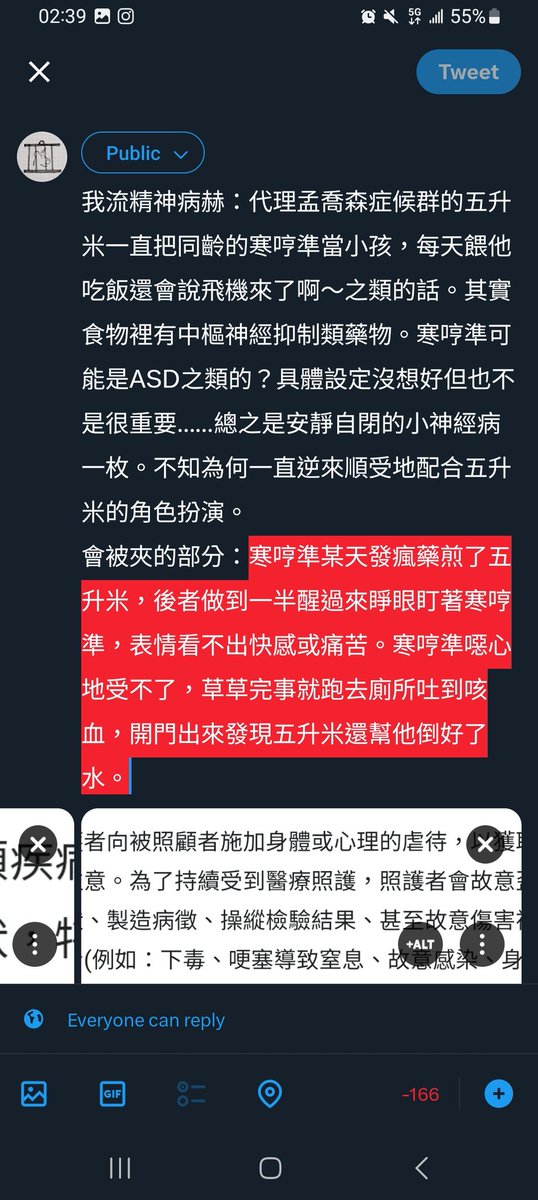 02:39
5G
55%
Tweet
Public
我流精神病赫：代理孟喬森症候群的五升
米一直把同齡的寒哼準當小孩，每天餵他
吃飯還會說飛機來了啊～之類的話。其實
食物裡有中樞神經抑制類藥物。寒哼準可
能是ASD之類的？具體設定沒想好但也不
是很重要……總之是安靜自閉的小神經病
一枚。不知為何一直逆來順受地配合五升
米的角色扮演。
會被夾的部分：寒哼準某天發瘋藥煎了五
升米，後者做到一半醒過來睜眼盯著寒哼
準，表情看不出快感或痛苦。寒哼準噁心
地受不了，草草完事就跑去廁所吐到咳
血，開門出來發現五升米還幫他倒好了
水。
者向被照顧者施加身體或心理的虐待，以獲
意。為了持續受到醫療照護，照護者會故意
、製造病徵、操縱檢驗結果、甚至故意傷害
(例如：下毒、哽塞導致窒息、故意感染、身
+ALT
Everyone can reply
GIF
-166